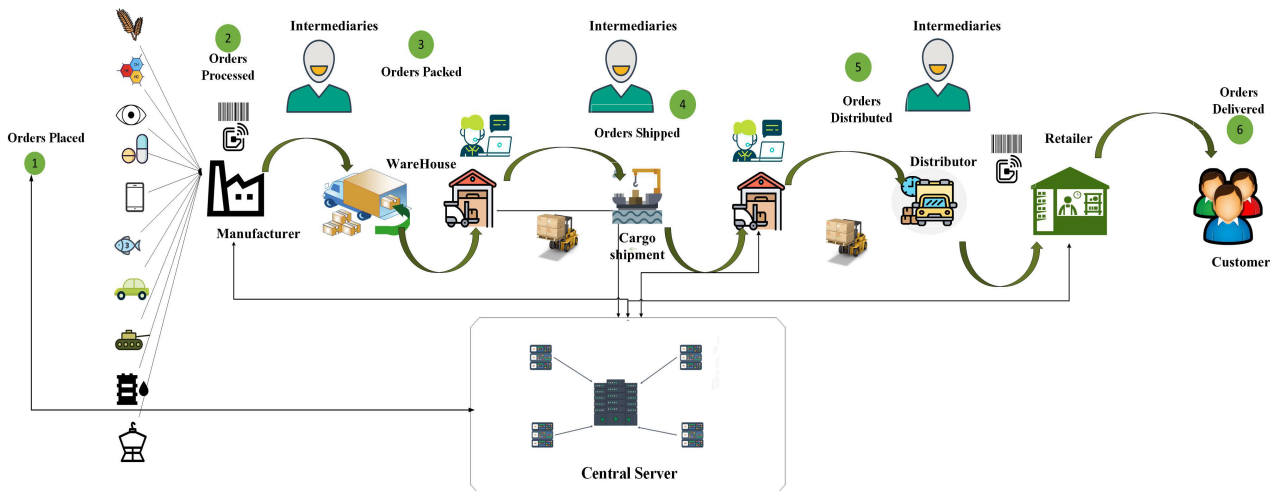 Intermediaries
Intermediaries
Intermediaries
2
Orders
Processed
3
Orders Packed
4
Orders Shipped
5
Orders
Distributed
Orders
Delivered
6
Orders Placed
1
WareHouse
Distributor
Retailer
Manufacturer
Cargo
shipment
Customer
Central Server